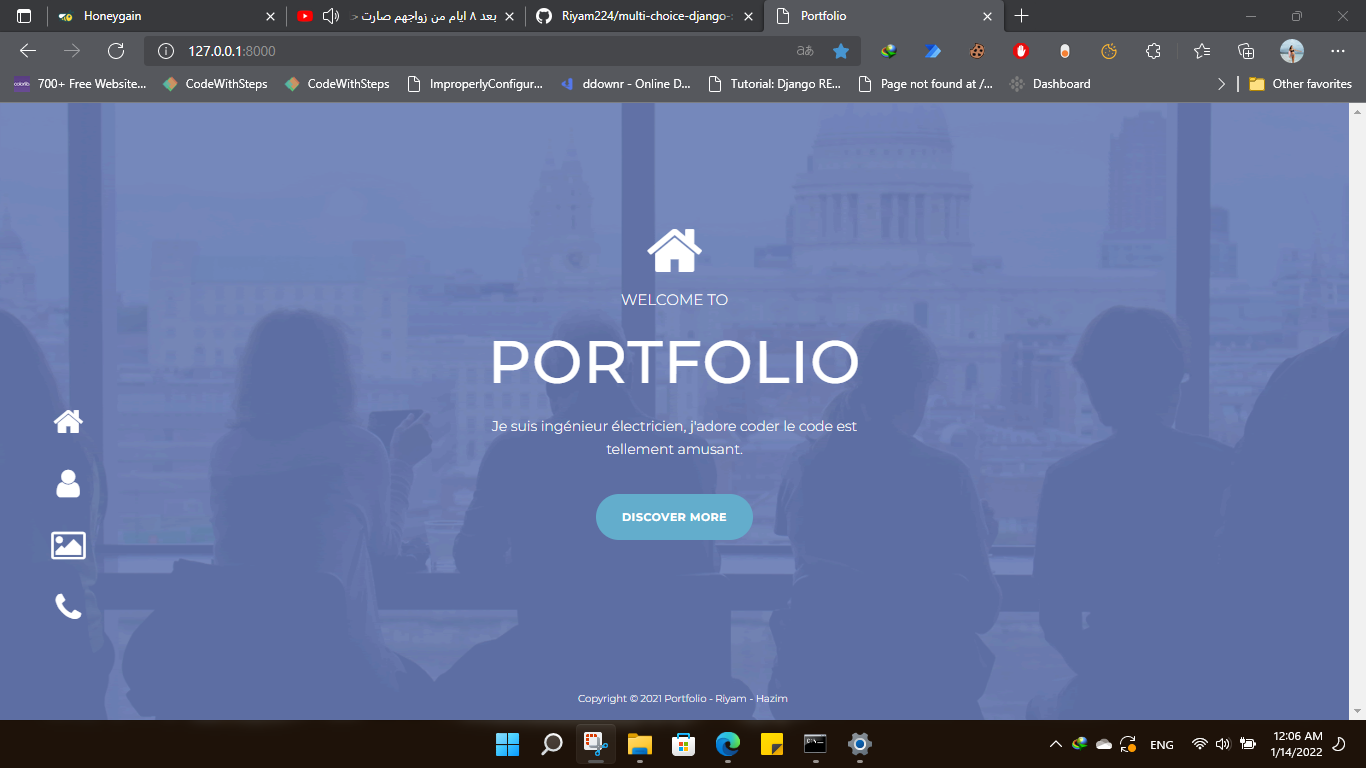 Honeygain
بعد ٨ ايام من زواجهم صارت
Riyam224/multi-choice-django-
Portfolio
127.0.0.1:8000
700+ Free Website...
CodeWithSteps
CodeWithSteps
ImproperlyConfigur...
ddownr - Online D...
Tutorial: Django RE...
Page not found at /...
Dashboard
Other favorites
WELCOME TO
PORTFOLIO
Je suis ingénieur électricien, j'adore coder le code est
tellement amusant.
DISCOVER MORE
Copyright © 2021 Portfolio - Riyam - Hazim
ENG
12:06 AM
1/14/2022